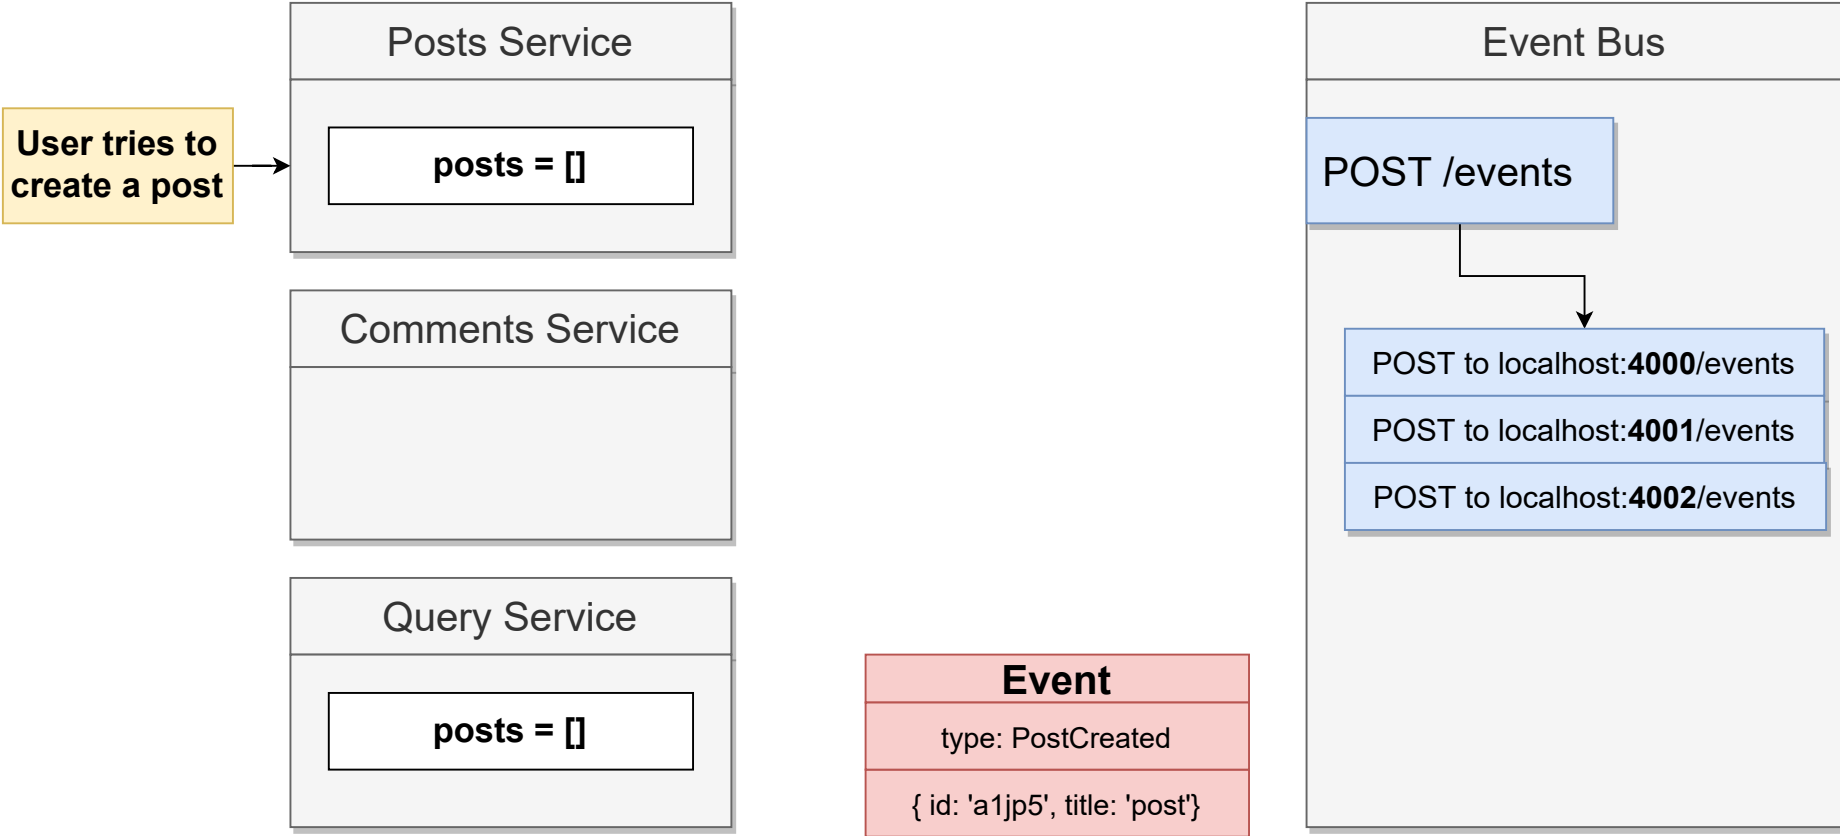 Posts Service
User tries to
create a post
posts = []
Comments Service
Query Service
posts = []
Event
type: PostCreated
{ id: 'a1jp5', title: 'post'}
Event Bus
POST /events
POST to localhost:4000/events
POST to localhost:4001/events
POST to localhost:4002/events